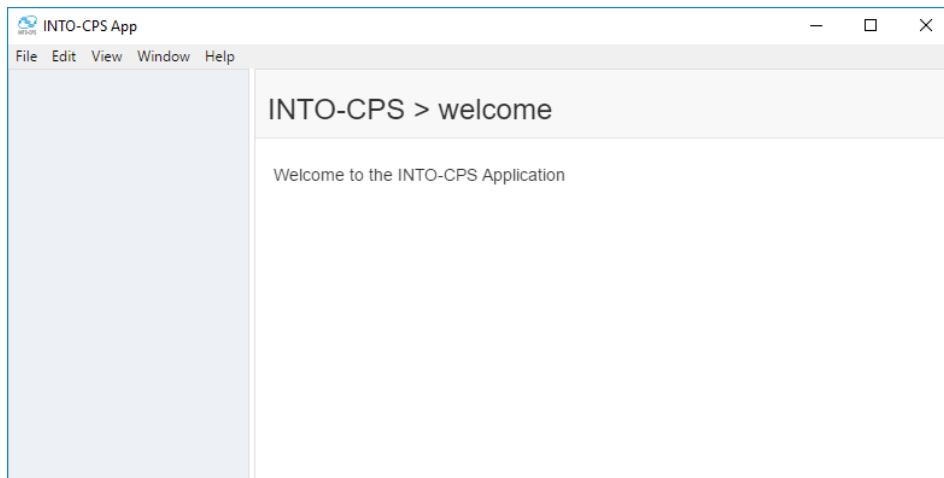 INTO-CPS App
File Edit View Window Help
INTO-CPS > welcome
Welcome to the INTO-CPS Application